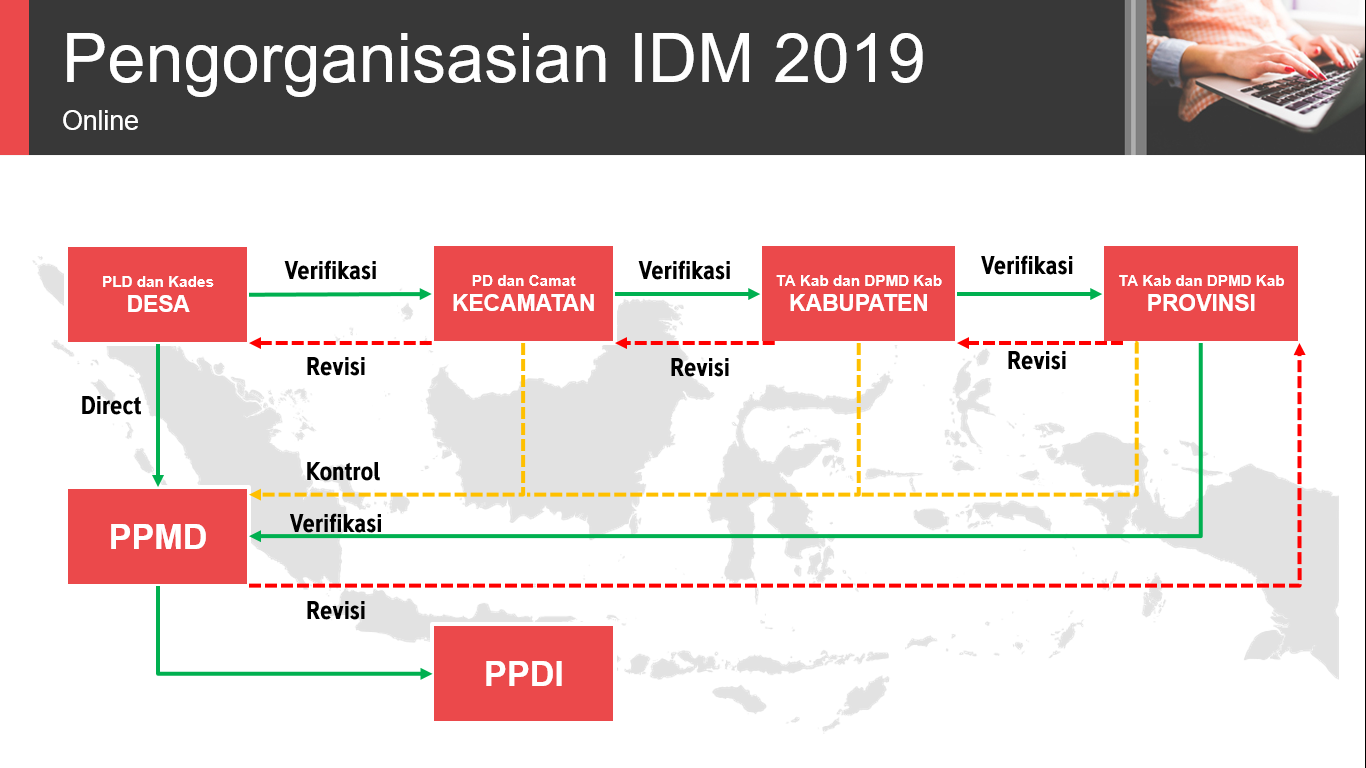 Pengorganisasian IDM 2019
Online
PLD dan Kades
DESA
Verifikasi
PD dan Camat
KECAMATAN
Verifikasi
TA Kab dan DPMD Kab
KABUPATEN
Verifikasi
TA Kab dan DPMD Kab
PROVINSI
Revisi
Revisi
Revisi
Direct
Kontrol
PPMD
Verifikasi
Revisi
PPDI